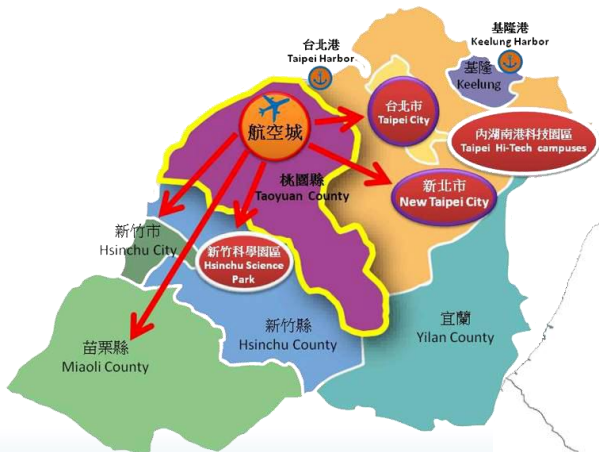 基隆港
Keelung Harbor
台北港
Taipei Harbor
基隆
Keelung
台北市
Taipei City
航空城
內湖南港科技園區
Taipei Hi-Tech campuses
桃園縣
Taoyuan County
新北市
New Taipei City
新竹市
Hsinchu City
新竹科學園區
Hsinchu Science
Park
宜蘭
Yilan County
新竹縣
Hsinchu County
苗栗縣
Miaoli County